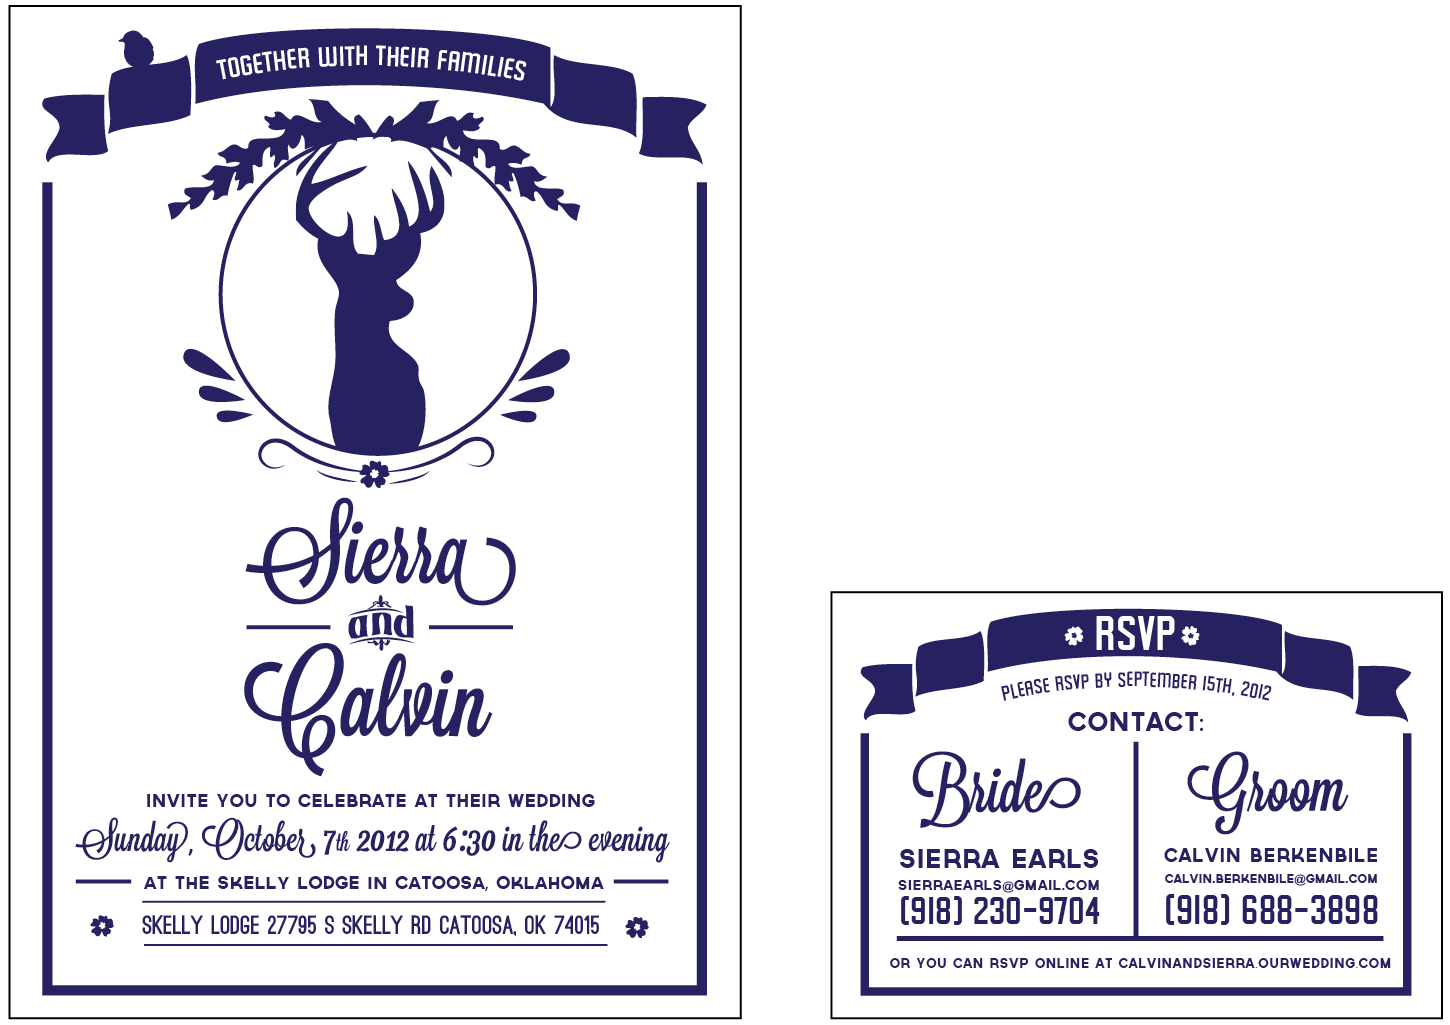 TOGETHER WITH THEIR FAMILIES
Sierra
and
Calvin
INVITE YOU TO CELEBRATE AT THEIR WEDDING
Sunday, October, 7th 2012 at 6:30 in the evening
AT THE SKELLY LODGE IN CATOOSA, OKLAHOMA
SKELLY LODGE 27795 S SKELLY RD CATOOSA, OK 74015
RSVP
PLEASE RSVP BY SEPTEMBER 15TH, 2012
CONTACT:
Bride
SIERRA EARLS
SIERRAEARLS@GMAIL.COM
(918) 230-9704
Groom
CALVIN BERKENBILE
CALVIN.BERKENBILE@GMAIL.COM
(918) 688-3898
OR YOU CAN RSVP ONLINE AT CALVINANDSIERRA.OURWEDDING.COM